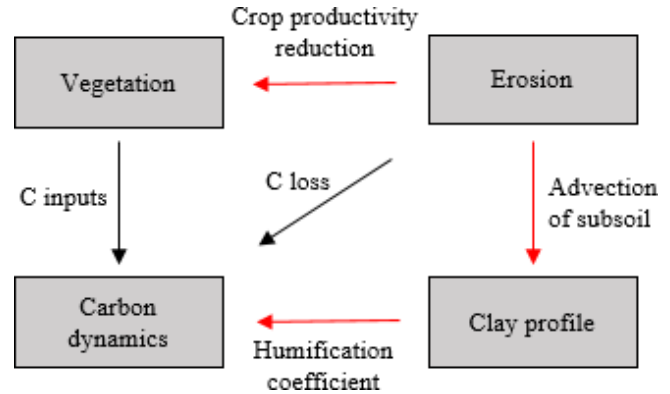 Crop productivity
reduction
Vegetation
Erosion
C inputs
C loss
Advection
of subsoil
Carbon
dynamics
Clay profile
Humification
coefficient